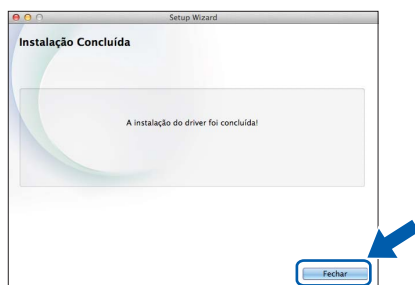 Setup Wizard
Instalação Concluída
A instalação do driver foi concluída!
Fechar